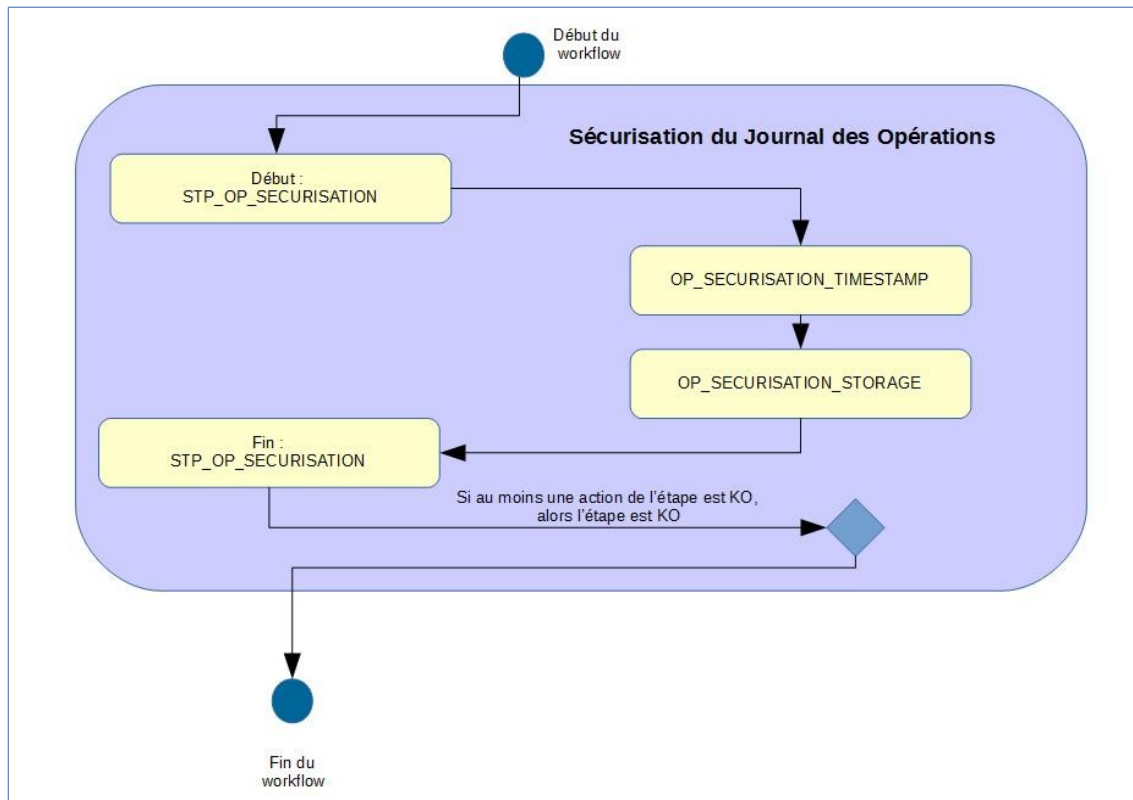 Début du
workflow
Sécurisation du Journal des Opérations
Début :
STP_OP_SECURISATION
OP_SECURISATION_TIMESTAMP
OP_SECURISATION_STORAGE
Fin :
STP_OP_SECURISATION
Si au moins une action de l’étape est KO,
alors l’étape est KO
Fin du
workflow